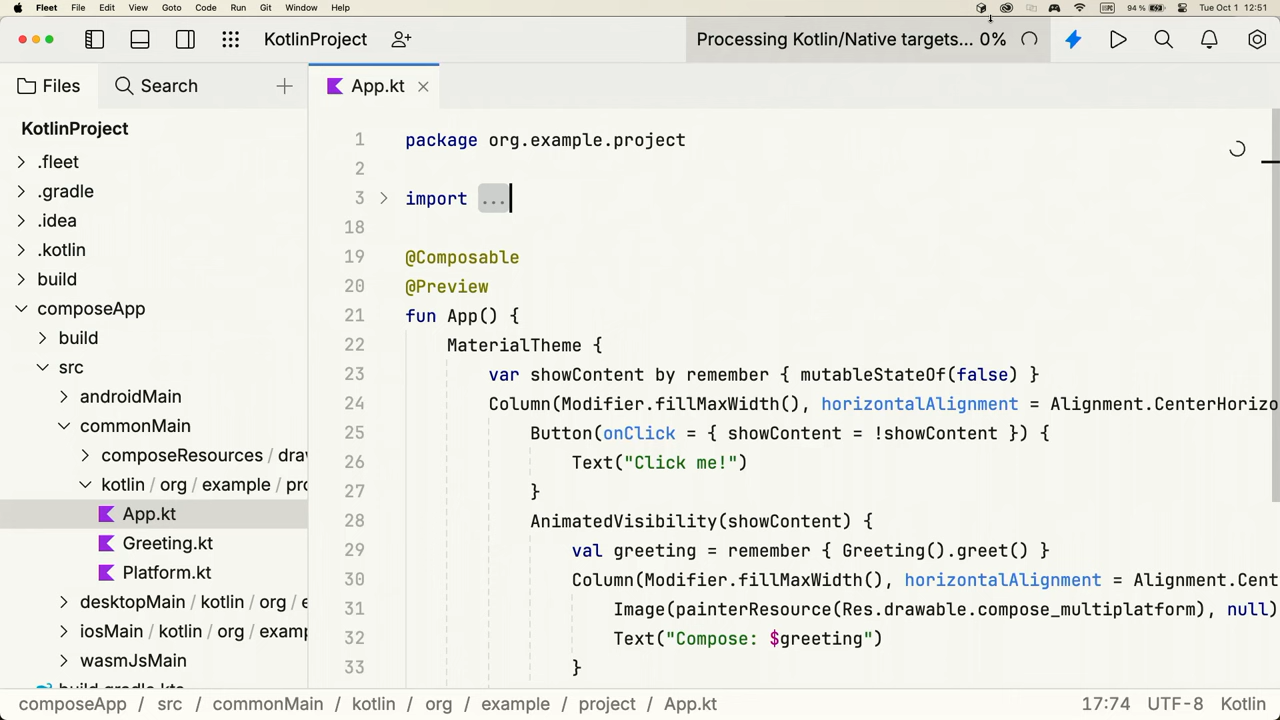 Fleet File Edit View Goto Code Run Git Window Help 94 % Tue Oct 1 12:51
KotlinProject Processing Kotlin/Native targets... 0%
Files Search App.kt
KotlinProject
.fleet
.gradle
.idea
.kotlin
build
composeApp
build
src
androidMain
commonMain
composeResources / dra
kotlin / org / example / pr
App.kt
Greeting.kt
Platform.kt
desktopMain / kotlin / org / e
iosMain / kotlin / org / examp
wasmJsMain
build.gradle.kts
1 package org.example.project
2
3 import ...
18
19 @Composable
20 @Preview
21 fun App() {
22 MaterialTheme {
23 var showContent by remember { mutableStateOf(false) }
24 Column(Modifier.fillMaxWidth(), horizontalAlignment = Alignment.CenterHorizo
25 Button(onClick = { showContent = !showContent }) {
26 Text("Click me!")
27 }
28 AnimatedVisibility(showContent) {
29 val greeting = remember { Greeting().greet() }
30 Column(Modifier.fillMaxWidth(), horizontalAlignment = Alignment.Cent
31 Image(painterResource(Res.drawable.compose_multiplatform), null)
32 Text("Compose: $greeting")
33 }
composeApp / src / commonMain / kotlin / org / example / project / App.kt 17:74 UTF-8 Kotlin